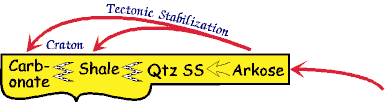 Tectonic Stabilization
Craton
Carb-
onate Shale Qtz SS Arkose